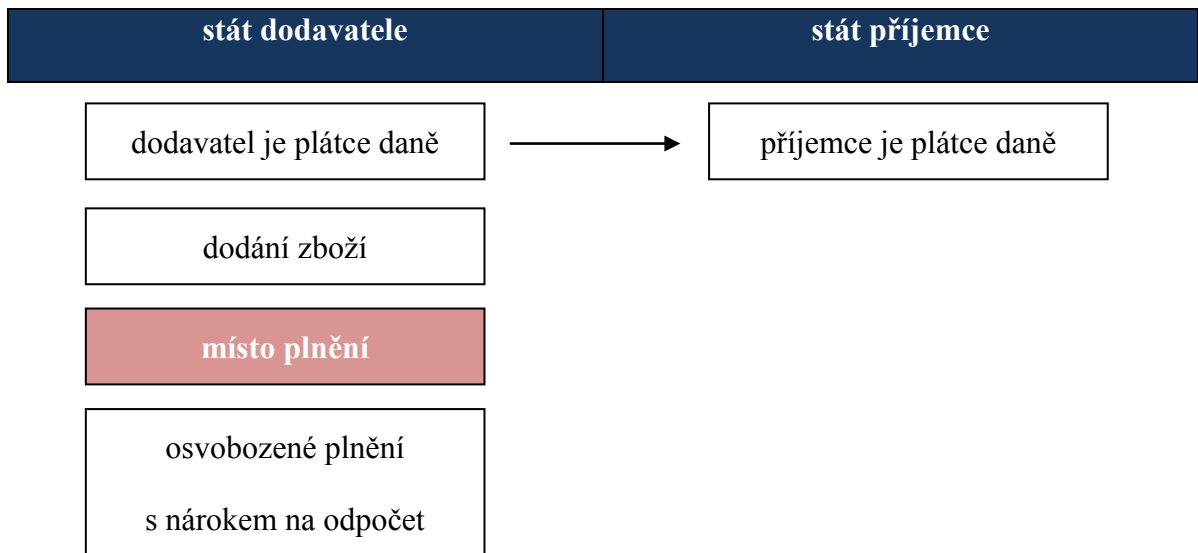 stát dodavatele
stát příjemce
dodavatel je plátce daně
příjemce je plátce daně
dodání zboží
místo plnění
osvobozené plnění
s nárokem na odpočet